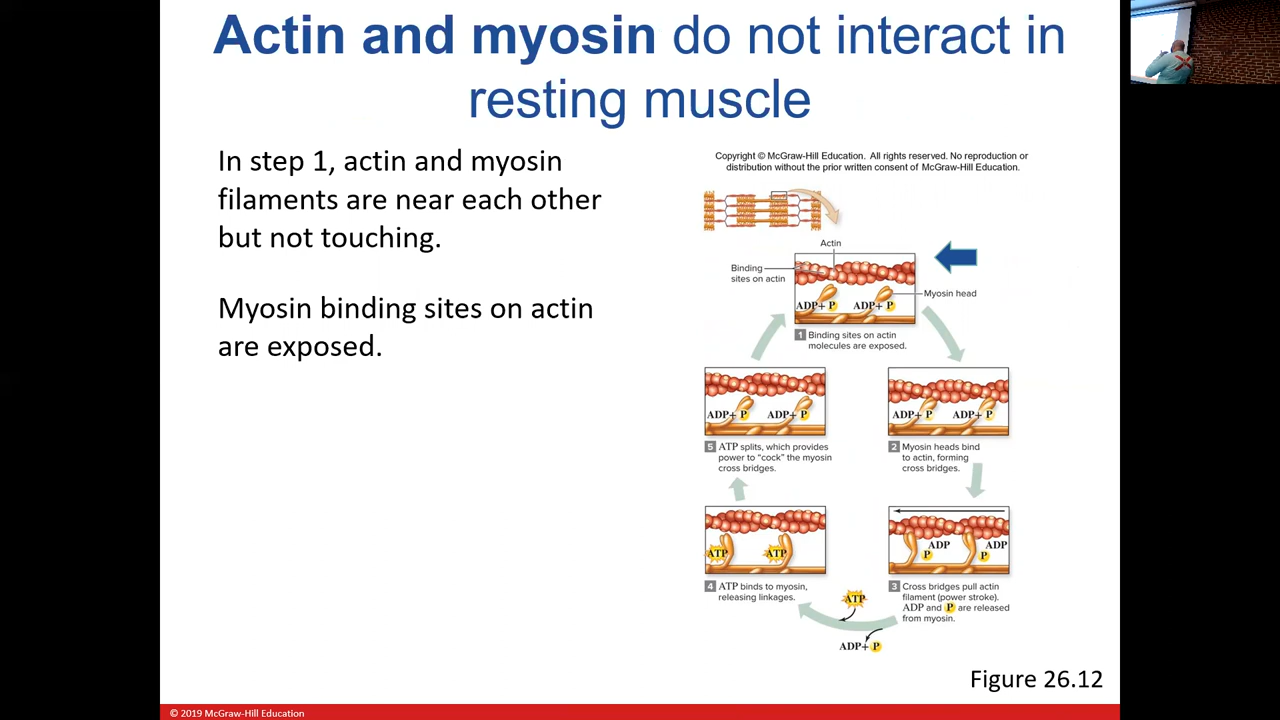 Actin and myosin do not interact in
resting muscle
In step 1, actin and myosin
filaments are near each other
but not touching.
Myosin binding sites on actin
are exposed.
Copyright © McGraw-Hill Education. All rights reserved. No reproduction or
distribution without the prior written consent of McGraw-Hill Education.
Actin
Binding
sites on actin
Myosin head
ADP+ P
ADP+ P
1 Binding sites on actin
molecules are exposed.
ADP+ P
ADP+ P
5 ATP splits, which provides
power to “cock” the myosin
cross bridges.
ADP+ P
ADP+ P
2 Myosin heads bind
to actin, forming
cross bridges.
ATP
ATP
4 ATP binds to myosin,
releasing linkages.
ADP
P
ADP
P
3 Cross bridges pull actin
filament (power stroke).
ADP and P are released
from myosin.
ATP
ADP+ P
Figure 26.12
© 2019 McGraw-Hill Education